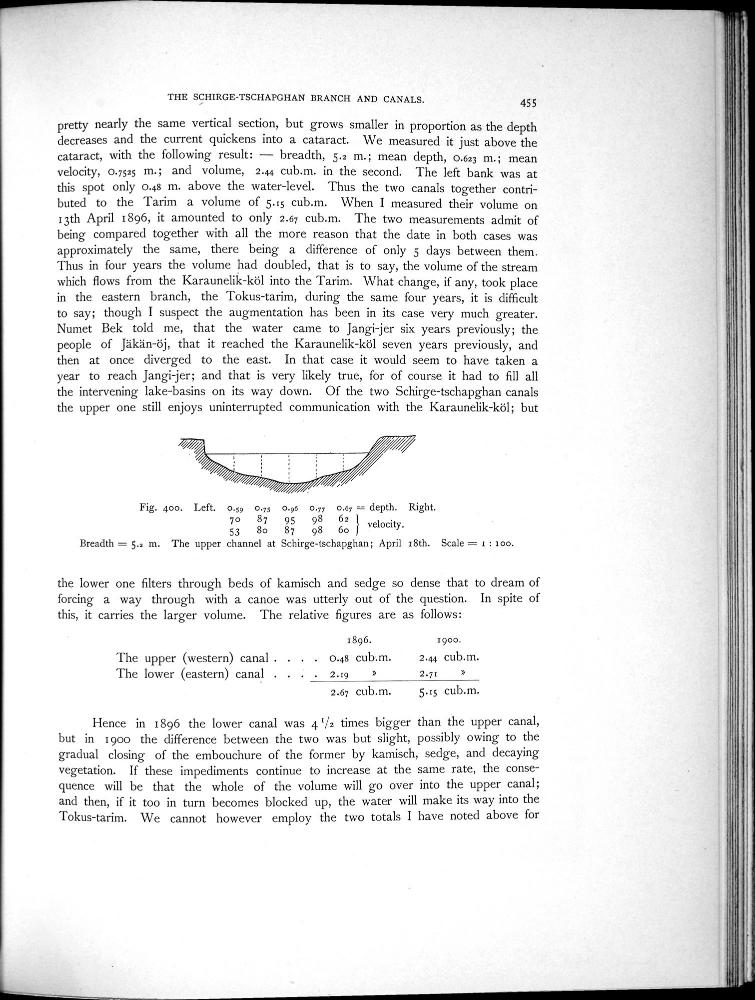 THE SCHIRGE-TSCHAPGHAN BRANCH AND CANALS.
455
pretty nearly the same vertical section, but grows smaller in proportion as the depth
decreases and the current quickens into a cataract. We measured it just above the
cataract, with the following result: — breadth, 5.2 m.; mean depth, 0.623 m.; mean
velocity, 0.7525 m.; and volume, 2.44 cub.m. in the second. The left bank was at
this spot only 0.48 m. above the water-level. Thus the two canals together contri-
buted to the Tarim a volume of 5.15 cub.m. When I measured their volume on
13th April 1896, it amounted to only 2.67 cub.m. The two measurements admit of
being compared together with all the more reason that the date in both cases was
approximately the same, there being a difference of only 5 days between them.
Thus in four years the volume had doubled, that is to say, the volume of the stream
which flows from the Karaunelik-köl into the Tarim. What change, if any, took place
in the eastern branch, the Tokus-tarim, during the same four years, it is difficult
to say; though I suspect the augmentation has been in its case very much greater.
Numet Bek told me, that the water came to Jangi-jer six years previously; the
people of Jäkän-öj, that it reached the Karaunelik-köl seven years previously, and
then at once diverged to the east. In that case it would seem to have taken a
year to reach Jangi-jer; and that is very likely true, for of course it had to fill all
the intervening lake-basins on its way down. Of the two Schirge-tschapghan canals
the upper one still enjoys uninterrupted communication with the Karaunelik-köl; but
Fig. 400. Left. 0.59 0.75 0.96 0.77 0.67 = depth. Right.
70 87 95 98 62 } velocity.
53 80 87 98 60
Breadth = 5.2 m. The upper channel at Schirge-tschapghan; April 18th. Scale = 1 : 100.
the lower one filters through beds of kamisch and sedge so dense that to dream of
forcing a way through with a canoe was utterly out of the question. In spite of
this, it carries the larger volume. The relative figures are as follows:
1896. 1900.
The upper (western) canal . . . . 0.48 cub.m. 2.44 cub.m.
The lower (eastern) canal . . . . 2.19 » 2.71 »
2.67 cub.m. 5.15 cub.m.
Hence in 1896 the lower canal was 4 1/2 times bigger than the upper canal,
but in 1900 the difference between the two was but slight, possibly owing to the
gradual closing of the embouchure of the former by kamisch, sedge, and decaying
vegetation. If these impediments continue to increase at the same rate, the conse-
quence will be that the whole of the volume will go over into the upper canal;
and then, if it too in turn becomes blocked up, the water will make its way into the
Tokus-tarim. We cannot however employ the two totals I have noted above for